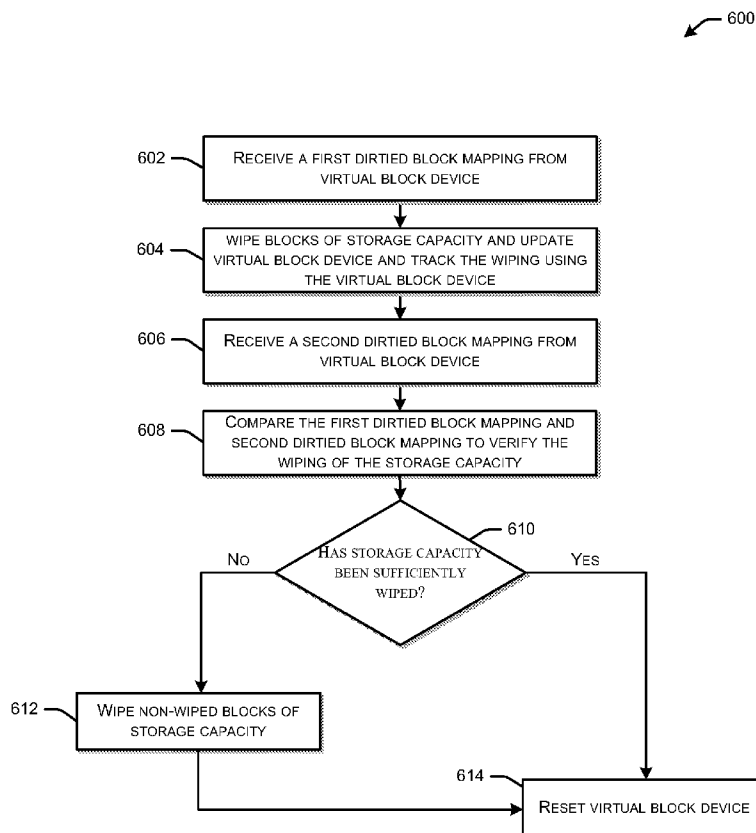 600
602
RECEIVE A FIRST DIRTIED BLOCK MAPPING FROM
VIRTUAL BLOCK DEVICE
604
WIPE BLOCKS OF STORAGE CAPACITY AND UPDATE
VIRTUAL BLOCK DEVICE AND TRACK THE WIPING USING
THE VIRTUAL BLOCK DEVICE
606
RECEIVE A SECOND DIRTIED BLOCK MAPPING FROM
VIRTUAL BLOCK DEVICE
608
COMPARE THE FIRST DIRTIED BLOCK MAPPING AND
SECOND DIRTIED BLOCK MAPPING TO VERIFY THE
WIPING OF THE STORAGE CAPACITY
610
NO
HAS STORAGE CAPACITY
BEEN SUFFICIENTLY
WIPED?
YES
612
WIPE NON-WIPED BLOCKS OF
STORAGE CAPACITY
614
RESET VIRTUAL BLOCK DEVICE